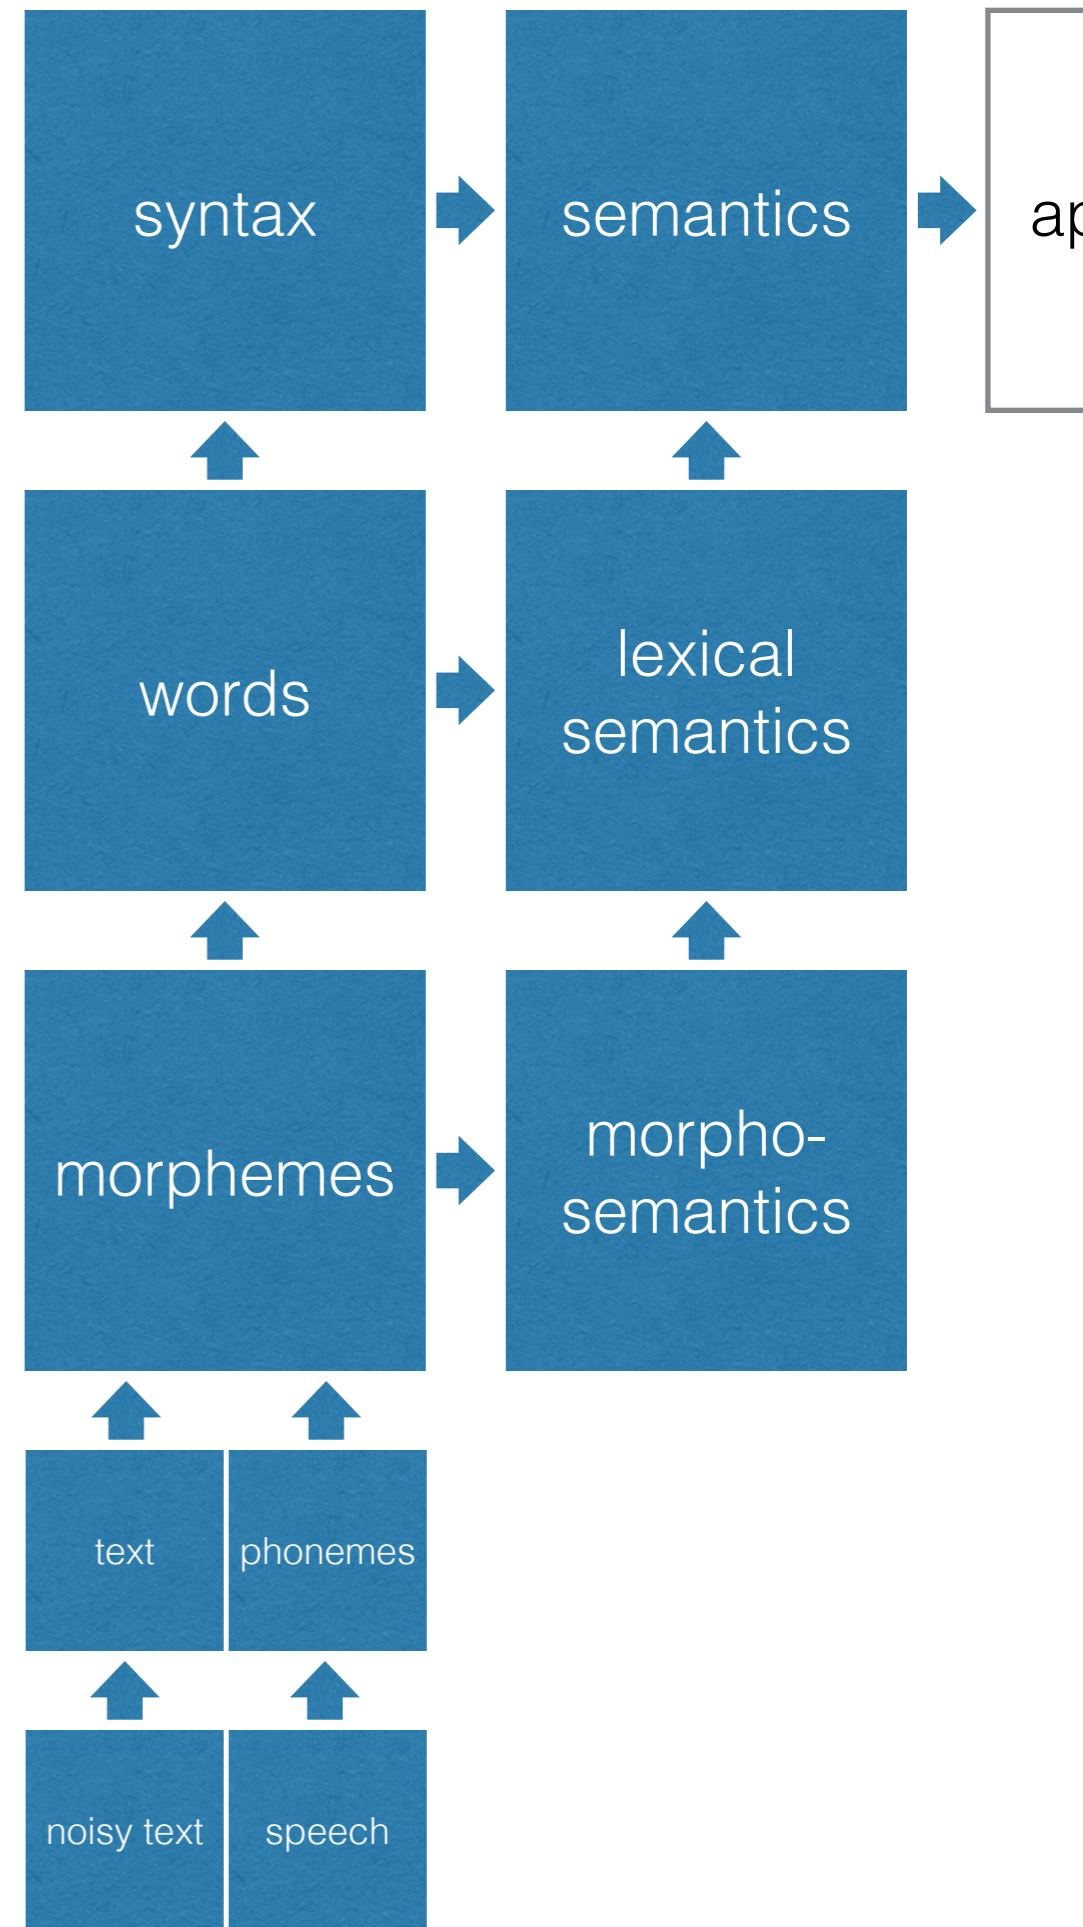 syntax
semantics
words
lexical
semantics
morphemes
morpho-
semantics
text
phonemes
noisy text
speech